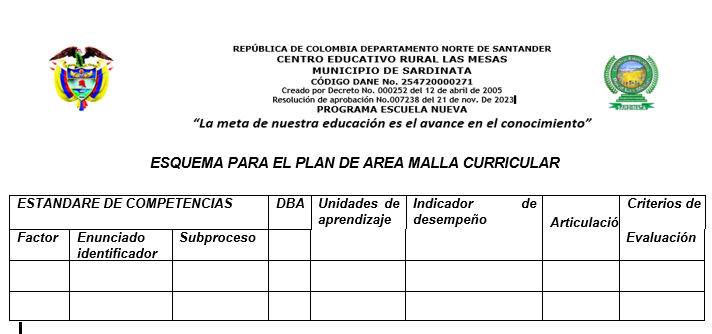 REPÚBLICA DE COLOMBIA DEPARTAMENTO NORTE DE SANTANDER
CENTRO EDUCATIVO RURAL LAS MESAS
MUNICIPIO DE SARDINATA
CÓDIGO DANE No. 254720000271
Creado por Decreto No. 000252 del 12 de abril de 2005
Resolución de aprobación No.007238 del 21 de nov. De 2023
PROGRAMA ESCUELA NUEVA
“La meta de nuestra educación es el avance en el conocimiento”
SARDINATA
ESQUEMA PARA EL PLAN DE AREA MALLA CURRICULAR
ESTANDARE DE COMPETENCIAS
DBA
Unidades de
aprendizaje
Indicador de
desempeño
Articulació
Criterios de
Evaluación
Factor
Enunciado
identificador
Subproceso